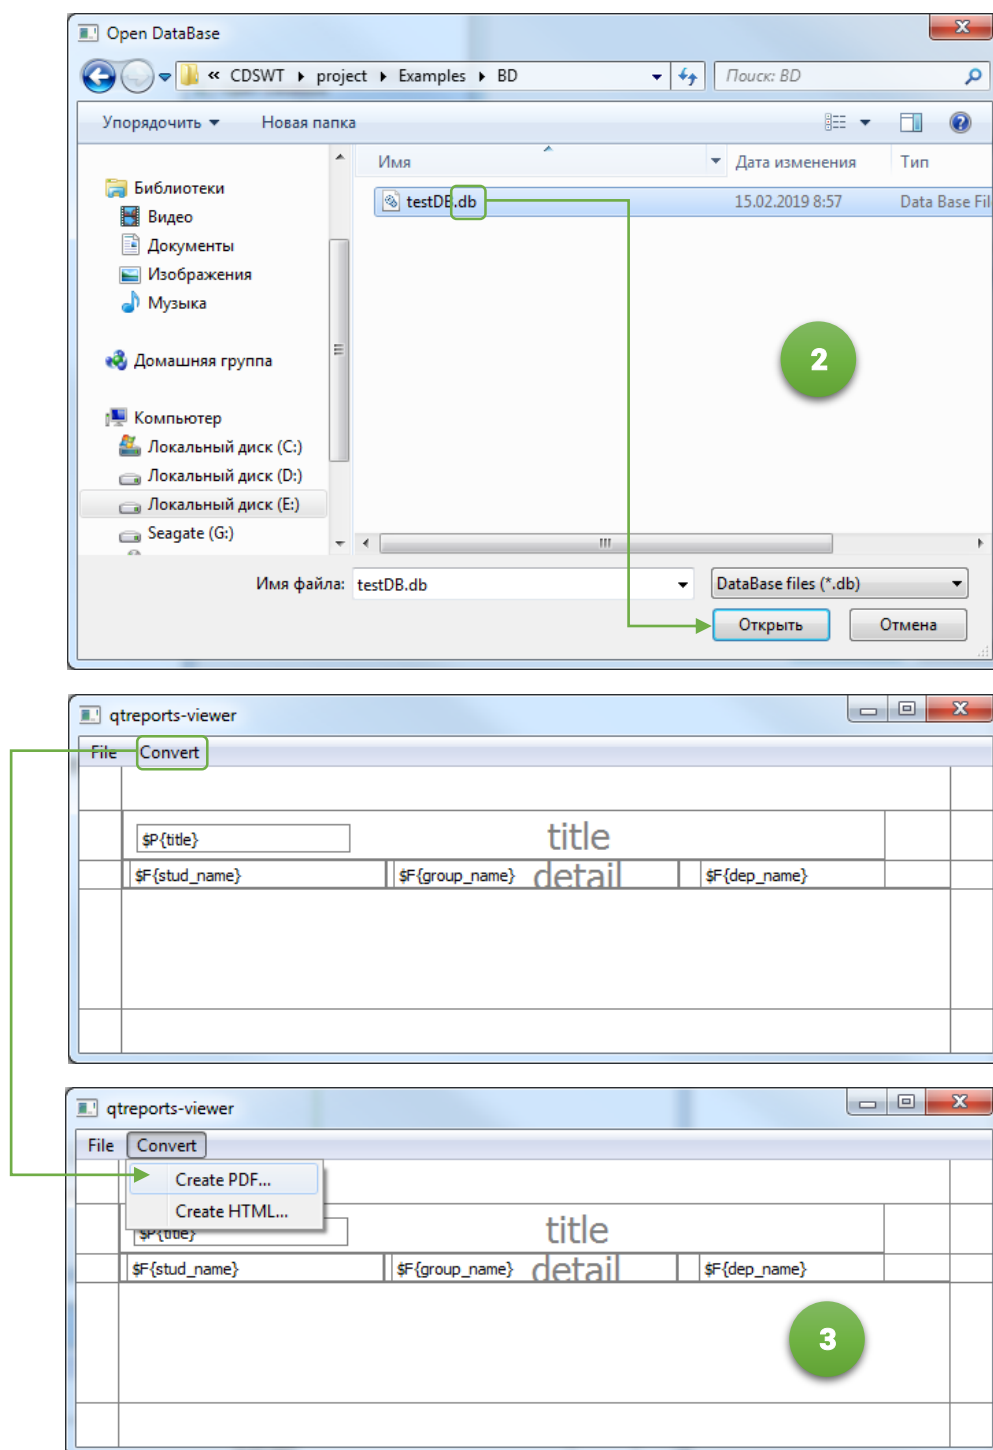 Open DataBase
« CDSWT project Examples BD
Поиск: BD
Упорядочить Новая папка
Имя Дата изменения Тип
testDB.db 15.02.2019 8:57 Data Base Fil
Библиотеки
Видео
Документы
Изображения
Музыка
Домашняя группа
Компьютер
Локальный диск (C:)
Локальный диск (D:)
Локальный диск (E:)
Seagate (G:)
2
Имя файла: testDB.db DataBase files (*.db)
Открыть Отмена
qtreports-viewer
File Convert
$P{title} title
$F{stud_name} $F{group_name} detail $F{dep_name}
qtreports-viewer
File Convert
Create PDF...
Create HTML...
$P{title} title
$F{stud_name} $F{group_name} detail $F{dep_name}
3